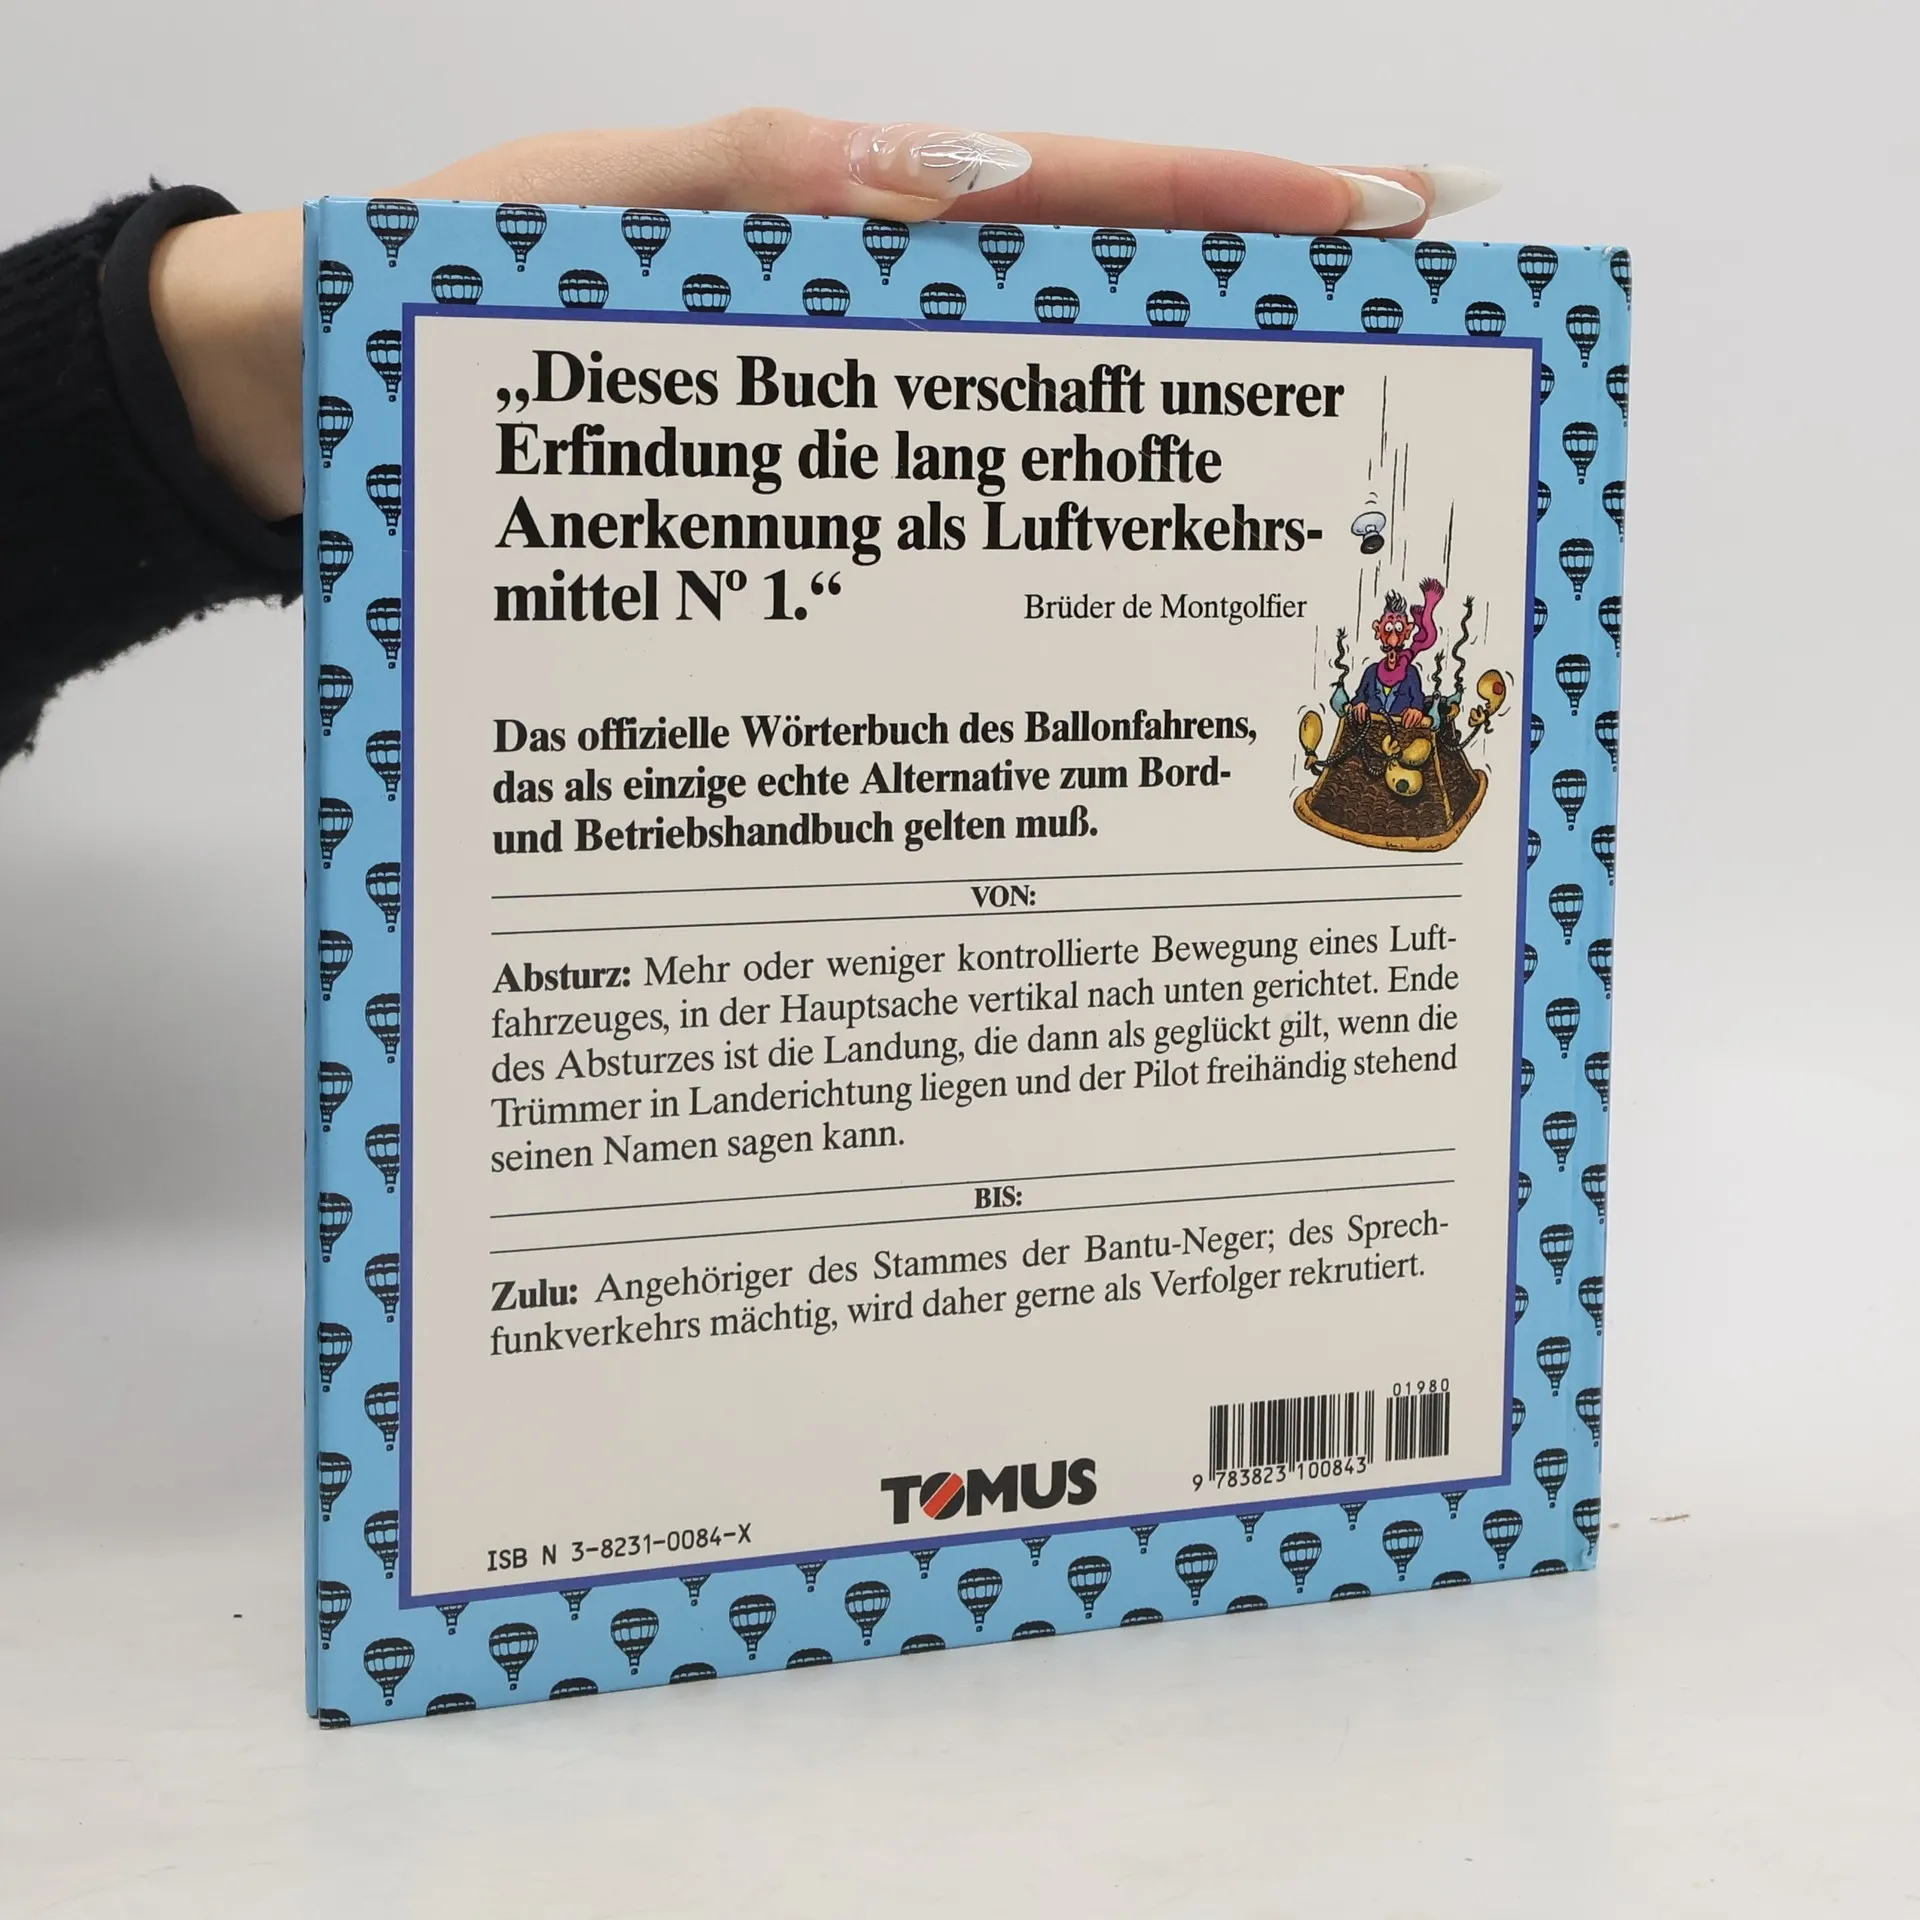 „Dieses Buch verschafft unserer
Erfindung die lang erhoffte
Anerkennung als Luftverkehrs-
mittel Nº 1.“
Brüder de Montgolfier
Das offizielle Wörterbuch des Ballonfahrens,
das als einzige echte Alternative zum Bord-
und Betriebshandbuch gelten muß.
VON:
Absturz: Mehr oder weniger kontrollierte Bewegung eines Luft-
fahrzeuges, in der Hauptsache vertikal nach unten gerichtet. Ende
des Absturzes ist die Landung, die dann als geglückt gilt, wenn die
Trümmer in Landerichtung liegen und der Pilot freihändig stehend
seinen Namen sagen kann.
BIS:
Zulu: Angehöriger des Stammes der Bantu-Neger; des Sprech-
funkverkehrs mächtig, wird daher gerne als Verfolger rekrutiert.
01980
9 783823 100843
TOMUS
ISB N 3-8231-0084-X